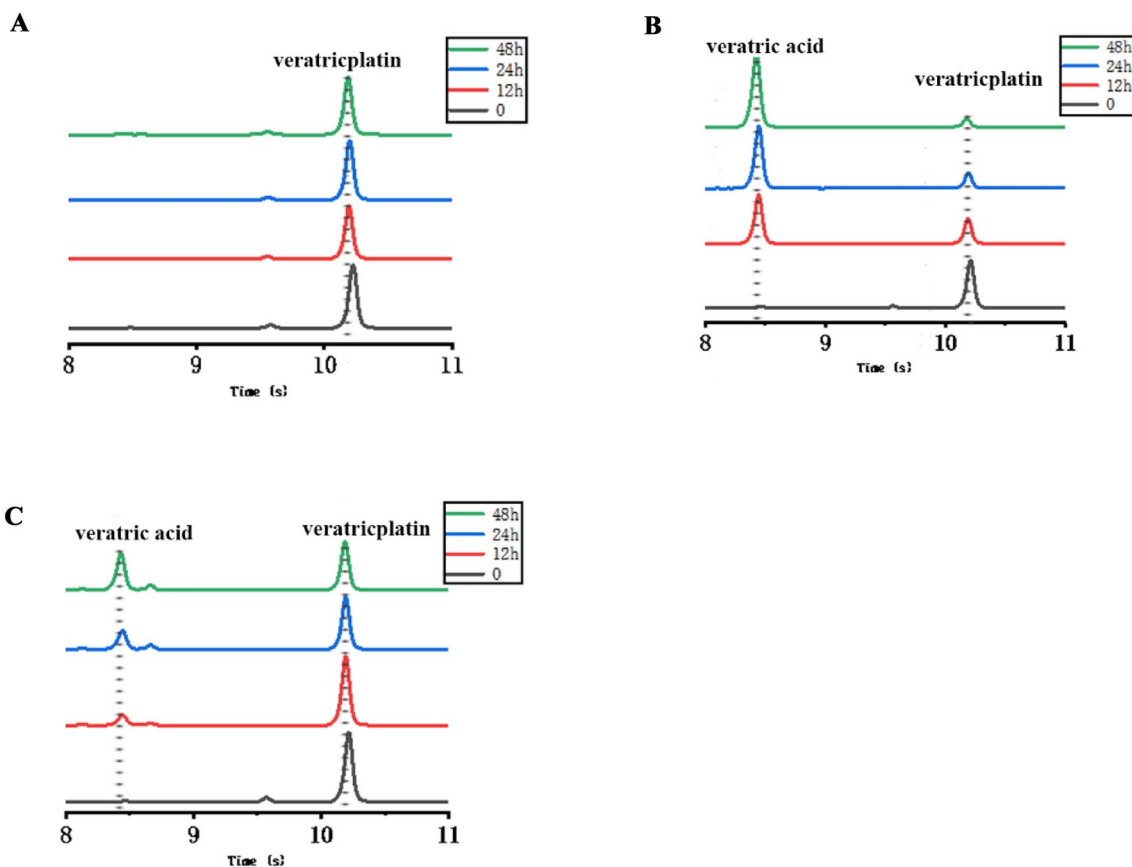 A
veratricplatin
48h
24h
12h
0
8 9 10 11
Time (s)
B
veratric acid
veratricplatin
48h
24h
12h
0
8 9 10 11
Time (s)
C
veratric acid
veratricplatin
48h
24h
12h
0
8 9 10 11
Time (s)